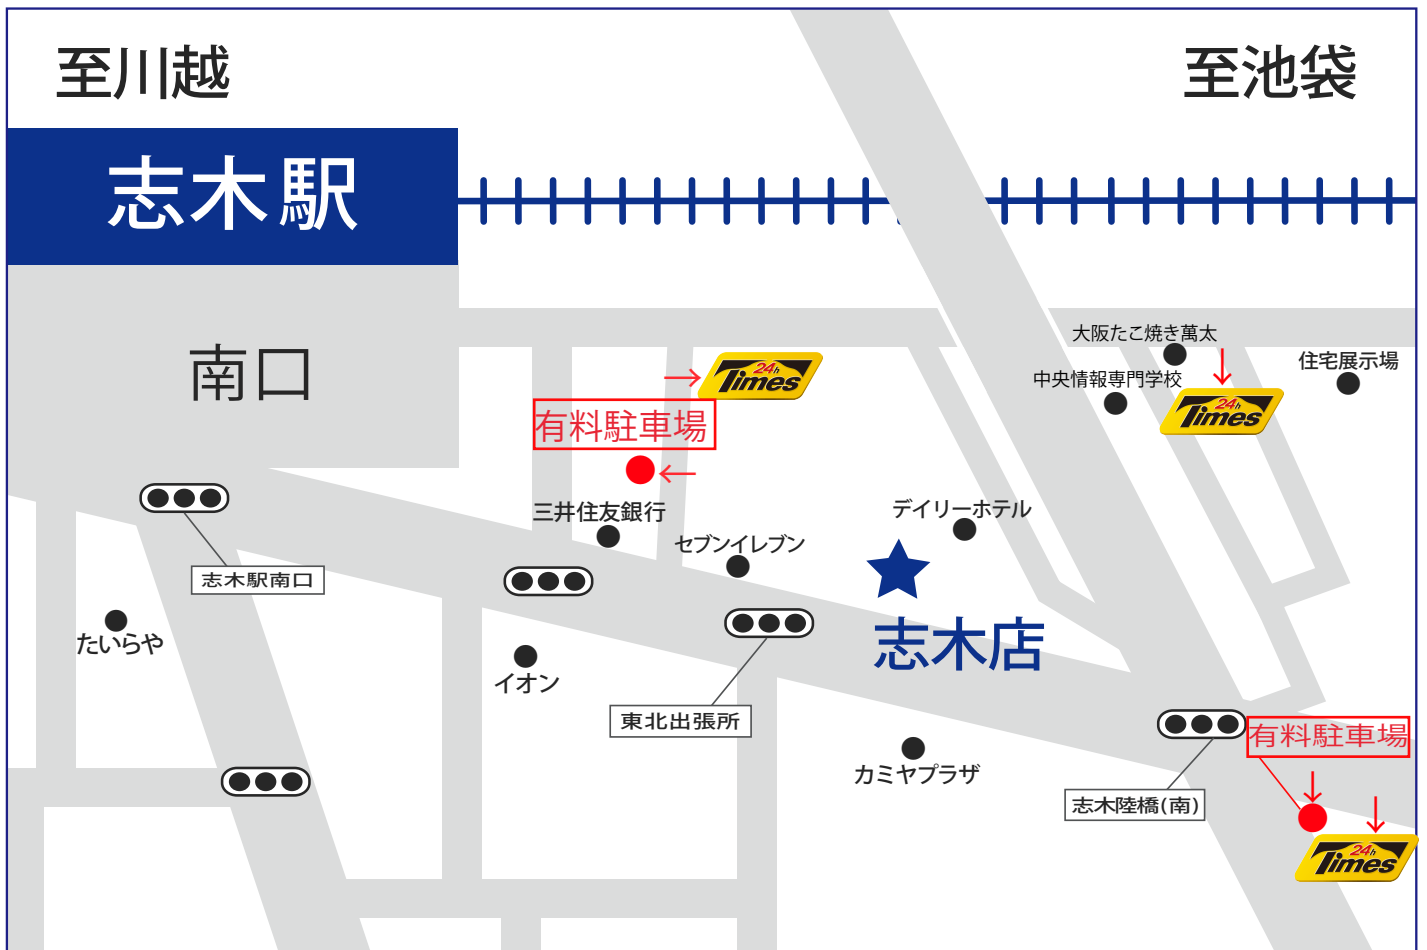 至川越
至池袋
志木駅
南口
大阪たこ焼き萬太
住宅展示場
中央情報専門学校
24h
Times
24h
Times
有料駐車場
三井住友銀行
デイリーホテル
セブンイレブン
志木駅南口
志木店
たいらや
イオン
東北出張所
有料駐車場
カミヤプラザ
志木陸橋(南)
24h
Times